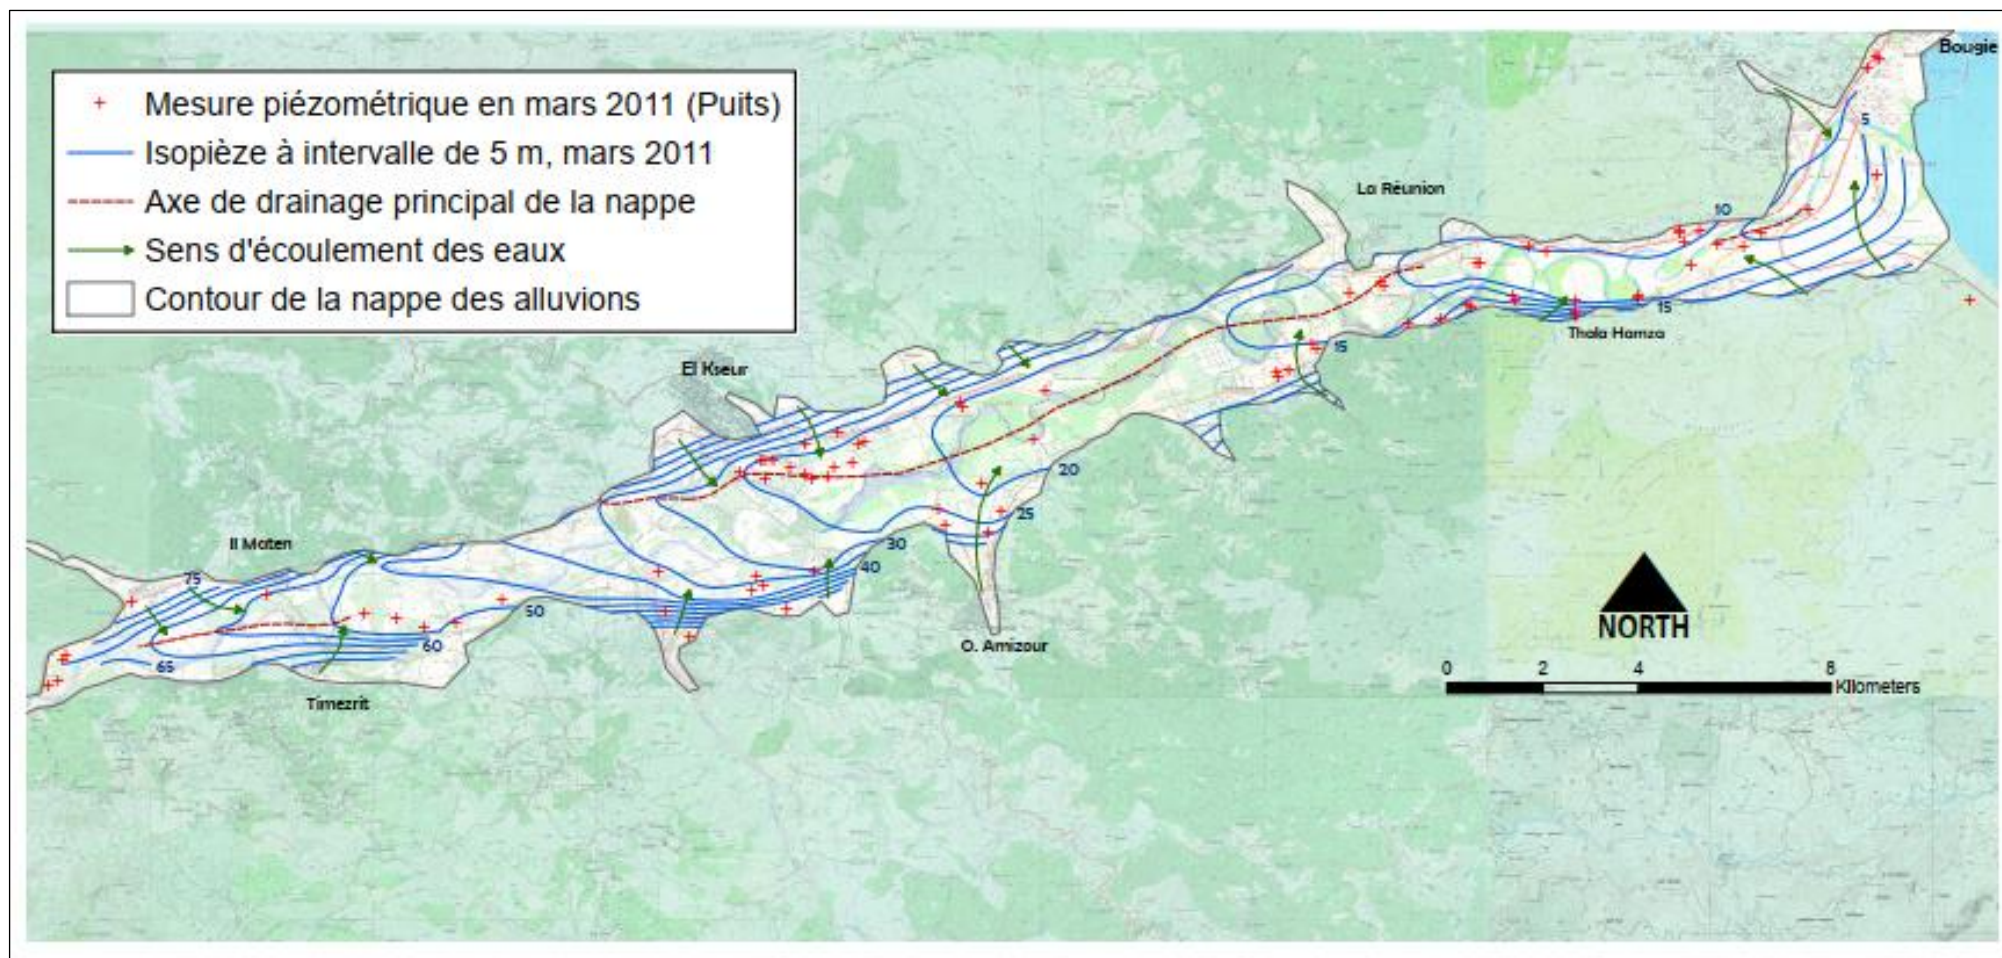 Bougie
Mesure piézométrique en mars 2011 (Puits)
Isopièze à intervalle de 5 m, mars 2011
Axe de drainage principal de la nappe
Sens d'écoulement des eaux
Contour de la nappe des alluvions
5
La Réunion
10
15
Thala Hamza
15
El Kseur
20
25
30
Il Maten
40
75
50
60
O. Amizour
65
Timezrit
NORTH
0 2 4 8
Kilometers